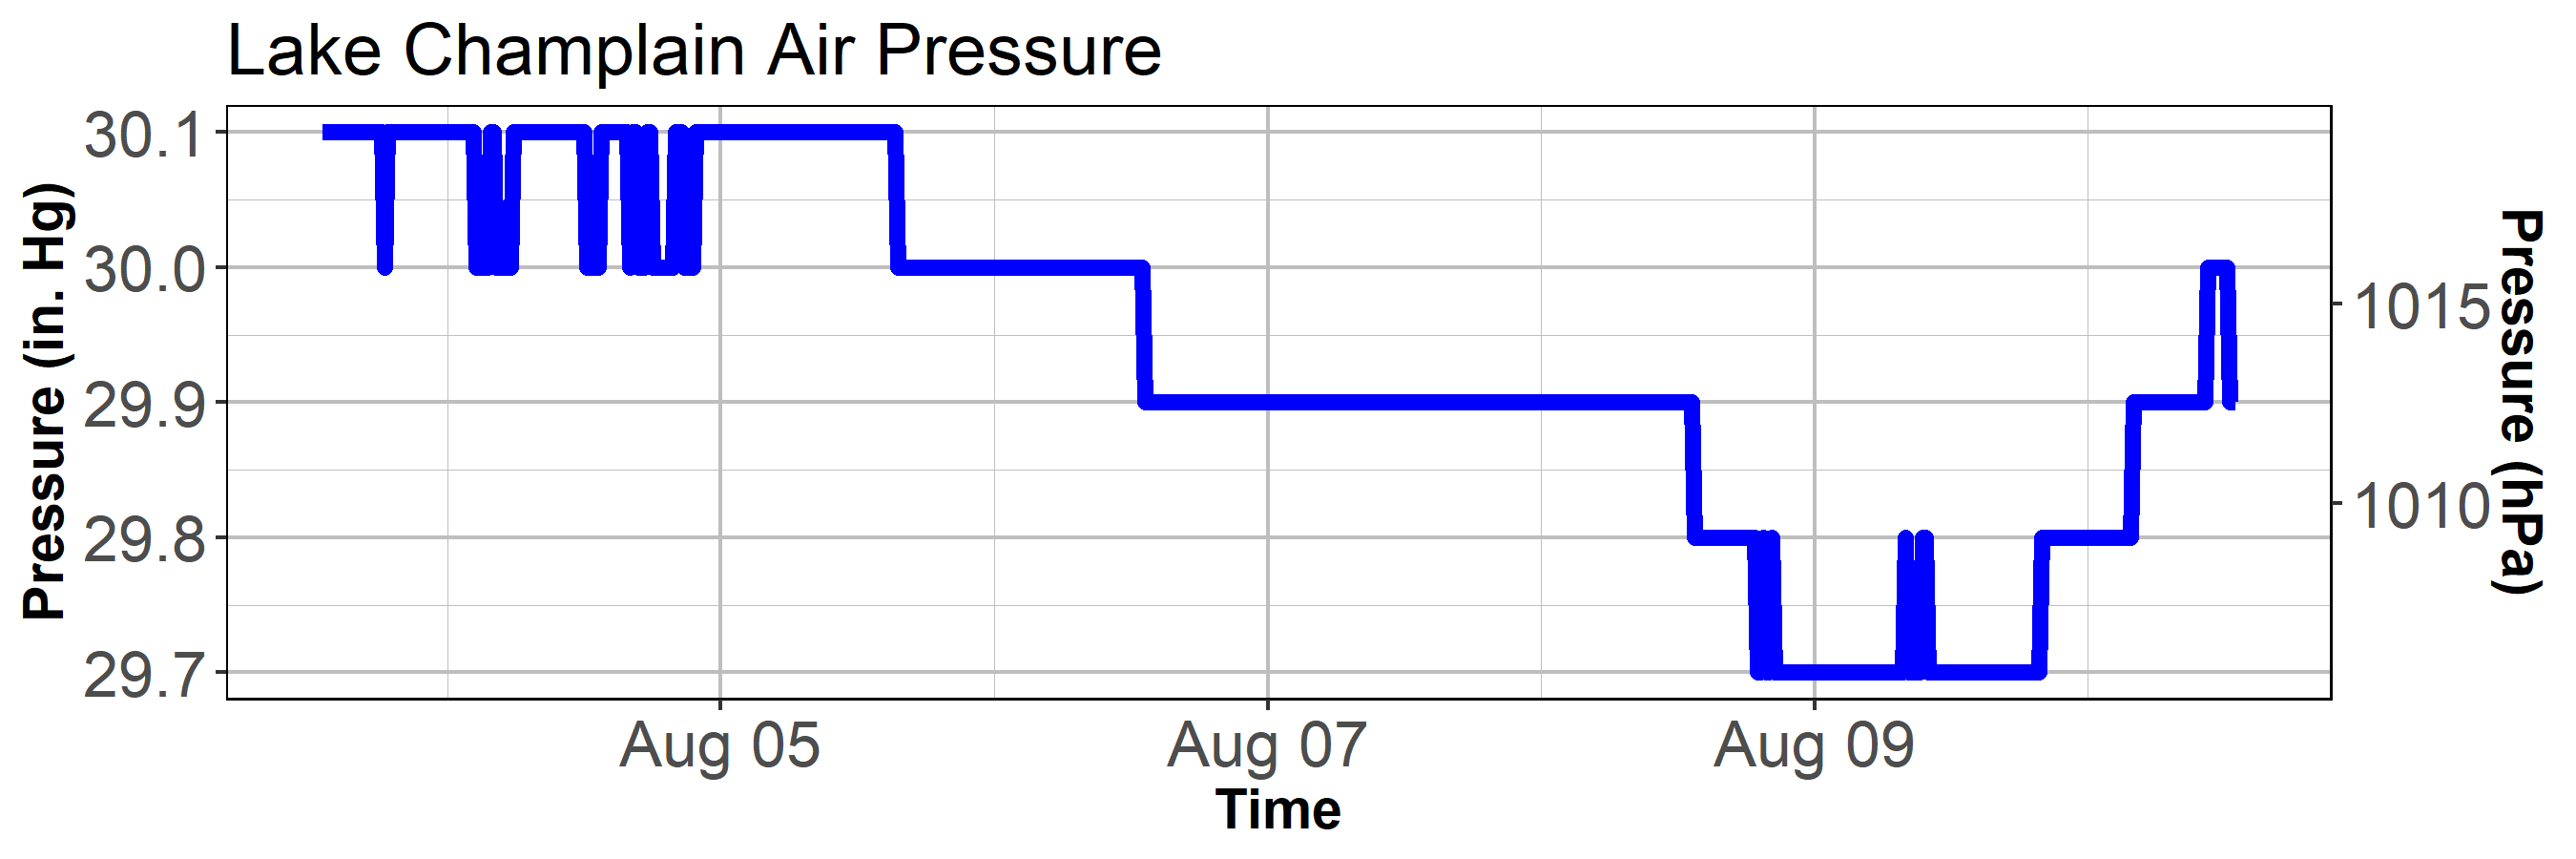 Lake Champlain Air Pressure
Pressure (in. Hg)
30.1
30.0
29.9
29.8
29.7
1015
1010
Pressure (hPa)
Aug 05
Aug 07
Aug 09
Time